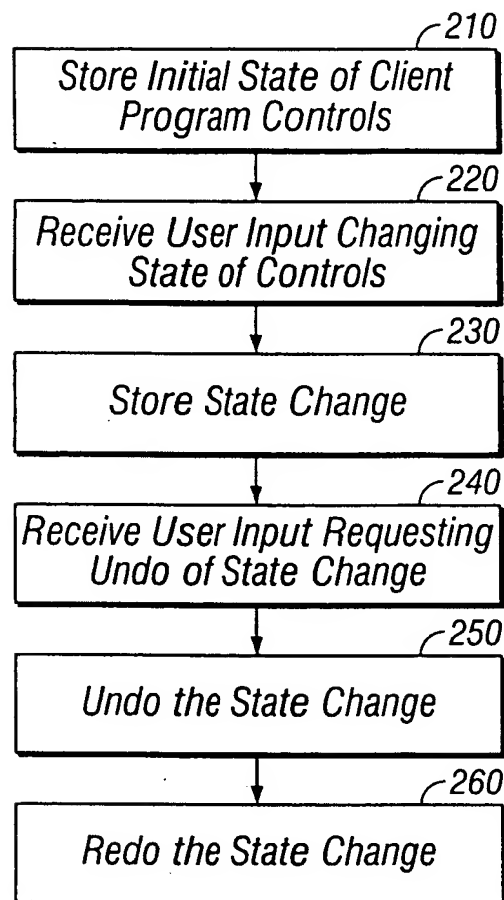 210
Store Initial State of Client
Program Controls
220
Receive User Input Changing
State of Controls
230
Store State Change
240
Receive User Input Requesting
Undo of State Change
250
Undo the State Change
260
Redo the State Change